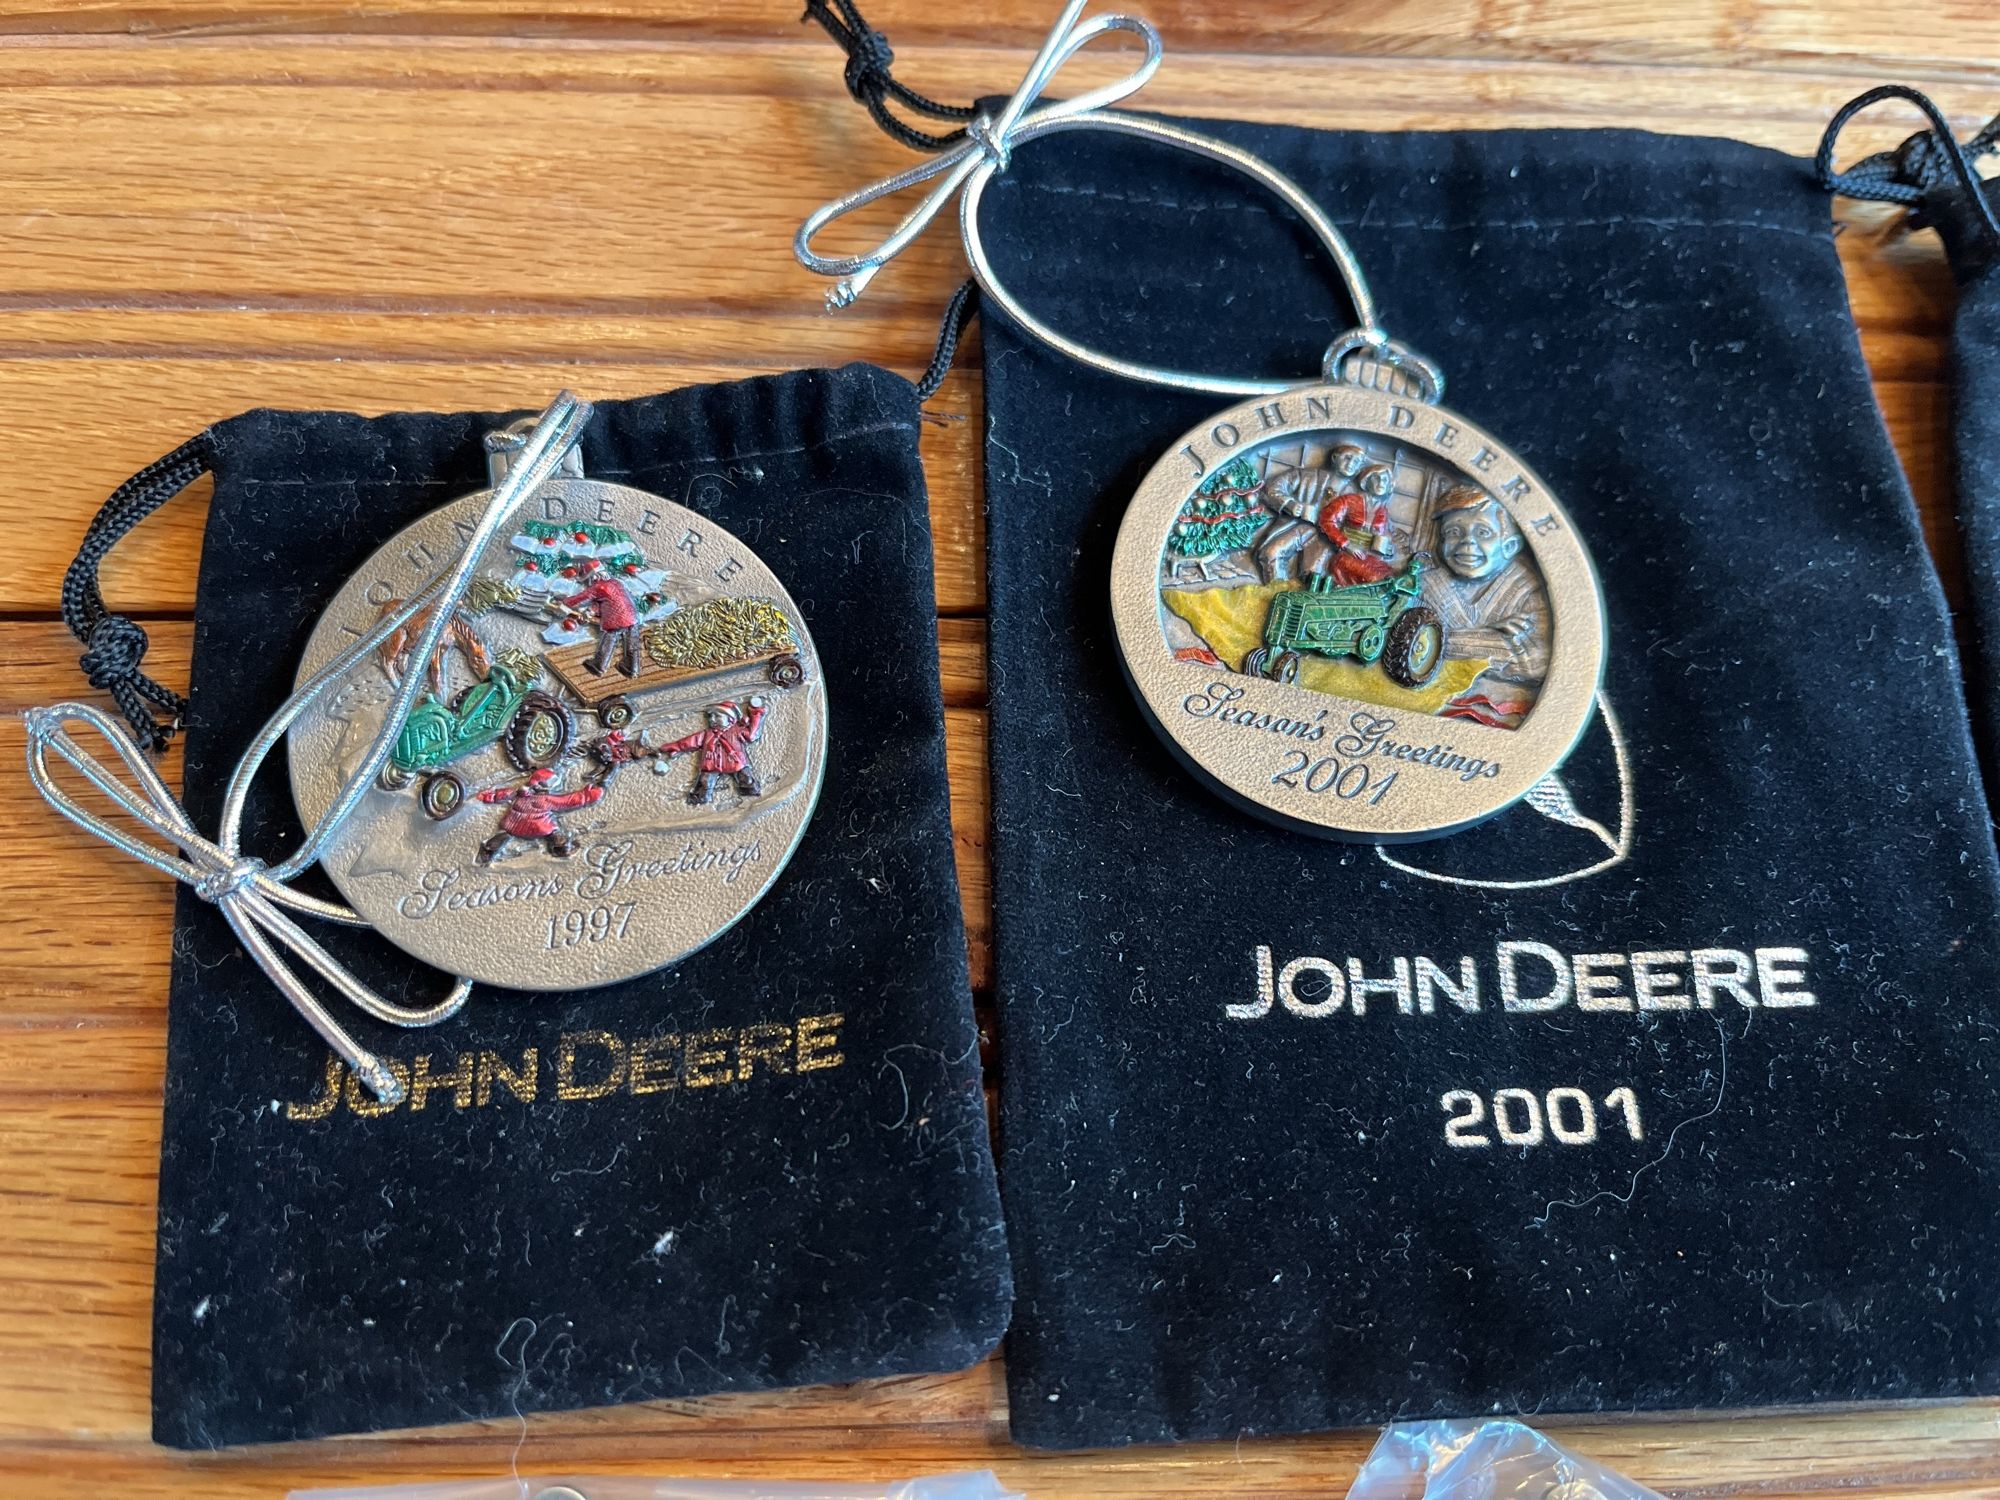 JOHN DEERE
Seasons Greetings
1997
JOHN DEERE
JOHN DEERE
Season's Greetings
2001
JOHN DEERE
2001